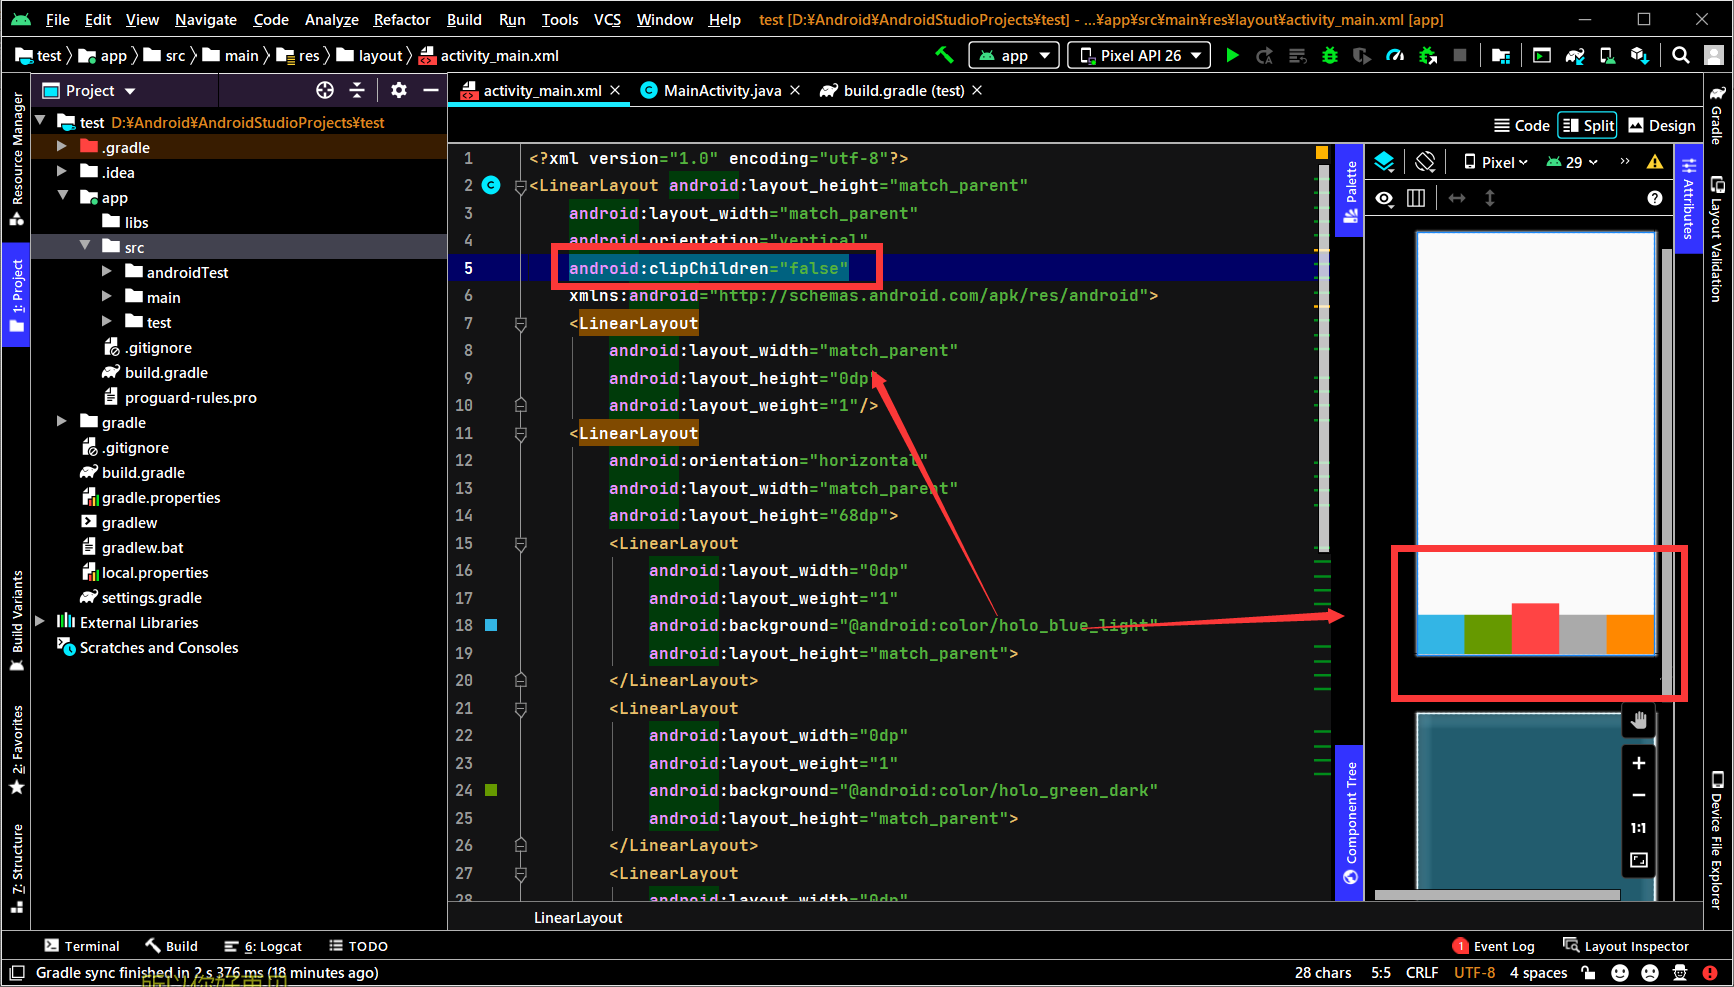 File Edit View Navigate Code Analyze Refactor Build Run Tools VCS Window Help test [D:¥Android¥AndroidStudioProjects¥test] - ...¥app¥src¥main¥res¥layout¥activity_main.xml [app]
test app src main res layout activity_main.xml app Pixel API 26
Project
activity_main.xml MainActivity.java build.gradle (test)
Code Split Design
Resource Manager
1: Project
Build Variants
2: Favorites
7: Structure
test D:¥Android¥AndroidStudioProjects¥test
.gradle
.idea
app
libs
src
androidTest
main
test
.gitignore
build.gradle
proguard-rules.pro
gradle
.gitignore
build.gradle
gradle.properties
gradlew
gradlew.bat
local.properties
settings.gradle
External Libraries
Scratches and Consoles
1 <?xml version="1.0" encoding="utf-8"?>
2 <LinearLayout android:layout_height="match_parent"
3 android:layout_width="match_parent"
4 android:orientation="vertical"
5 android:clipChildren="false"
6 xmlns:android="http://schemas.android.com/apk/res/android">
7 <LinearLayout
8 android:layout_width="match_parent"
9 android:layout_height="0dp"
10 android:layout_weight="1"/>
11 <LinearLayout
12 android:orientation="horizontal"
13 android:layout_width="match_parent"
14 android:layout_height="68dp">
15 <LinearLayout
16 android:layout_width="0dp"
17 android:layout_weight="1"
18 android:background="@android:color/holo_blue_light"
19 android:layout_height="match_parent">
20 </LinearLayout>
21 <LinearLayout
22 android:layout_width="0dp"
23 android:layout_weight="1"
24 android:background="@android:color/holo_green_dark"
25 android:layout_height="match_parent">
26 </LinearLayout>
27 <LinearLayout
28 android:layout_width="0dp"
LinearLayout
Palette
Component Tree
Pixel 29
1:1
Attributes
Gradle
Layout Validation
Device File Explorer
Terminal Build 6: Logcat TODO 1 Event Log Layout Inspector
Gradle sync finished in 2 s 376 ms (18 minutes ago) 28 chars 5:5 CRLF UTF-8 4 spaces